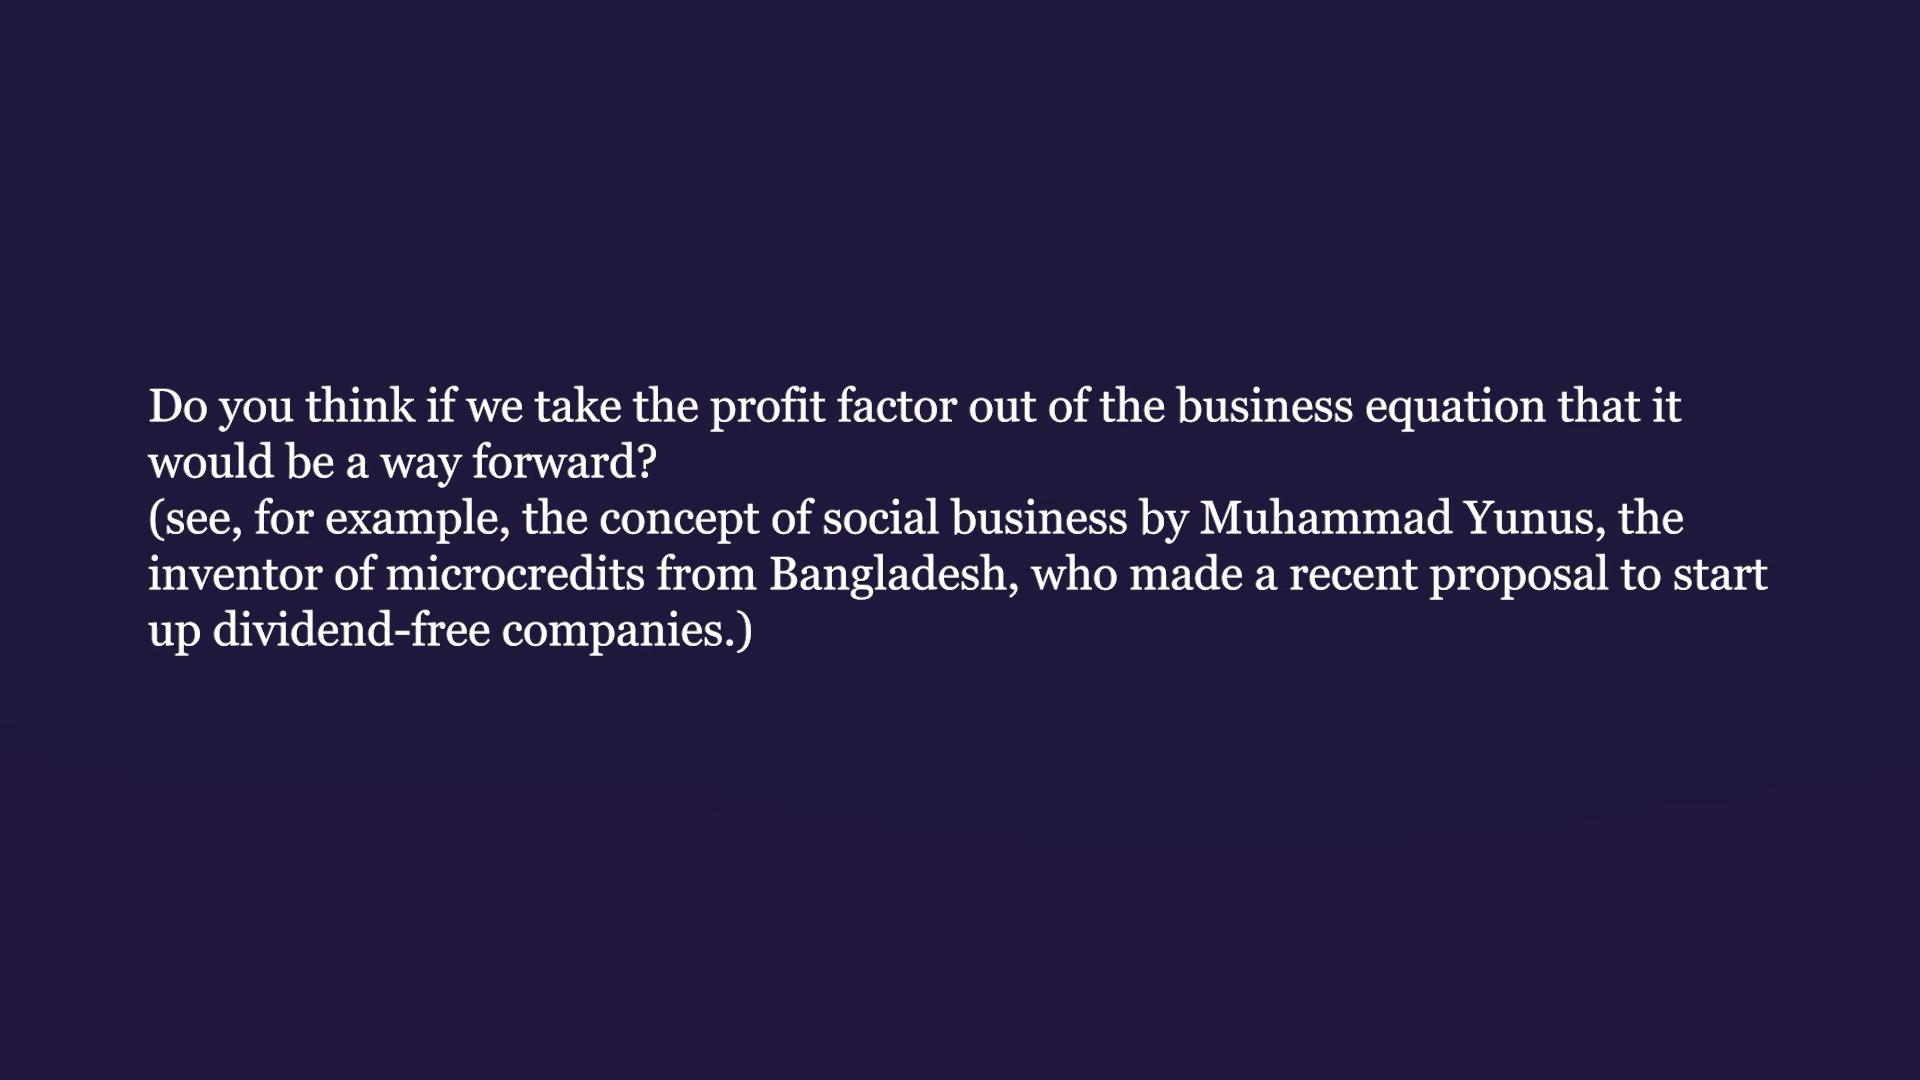 Do you think if we take the profit factor out of the business equation that it
would be a way forward?
(see, for example, the concept of social business by Muhammad Yunus, the
inventor of microcredits from Bangladesh, who made a recent proposal to start
up dividend-free companies.)